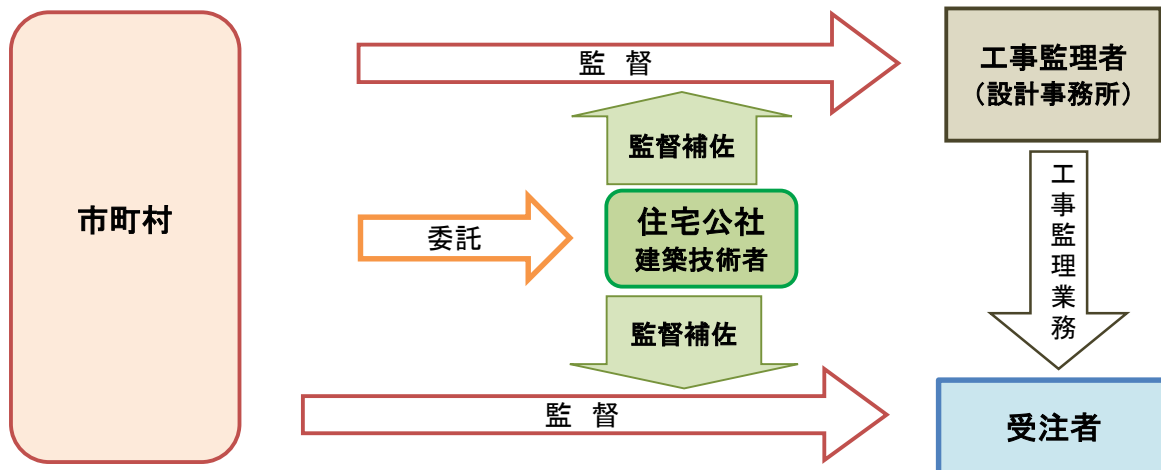 監 督
工事監理者
（設計事務所）
監督補佐
工事監理業務
市町村
委託
住宅公社
建築技術者
監督補佐
監 督
受注者